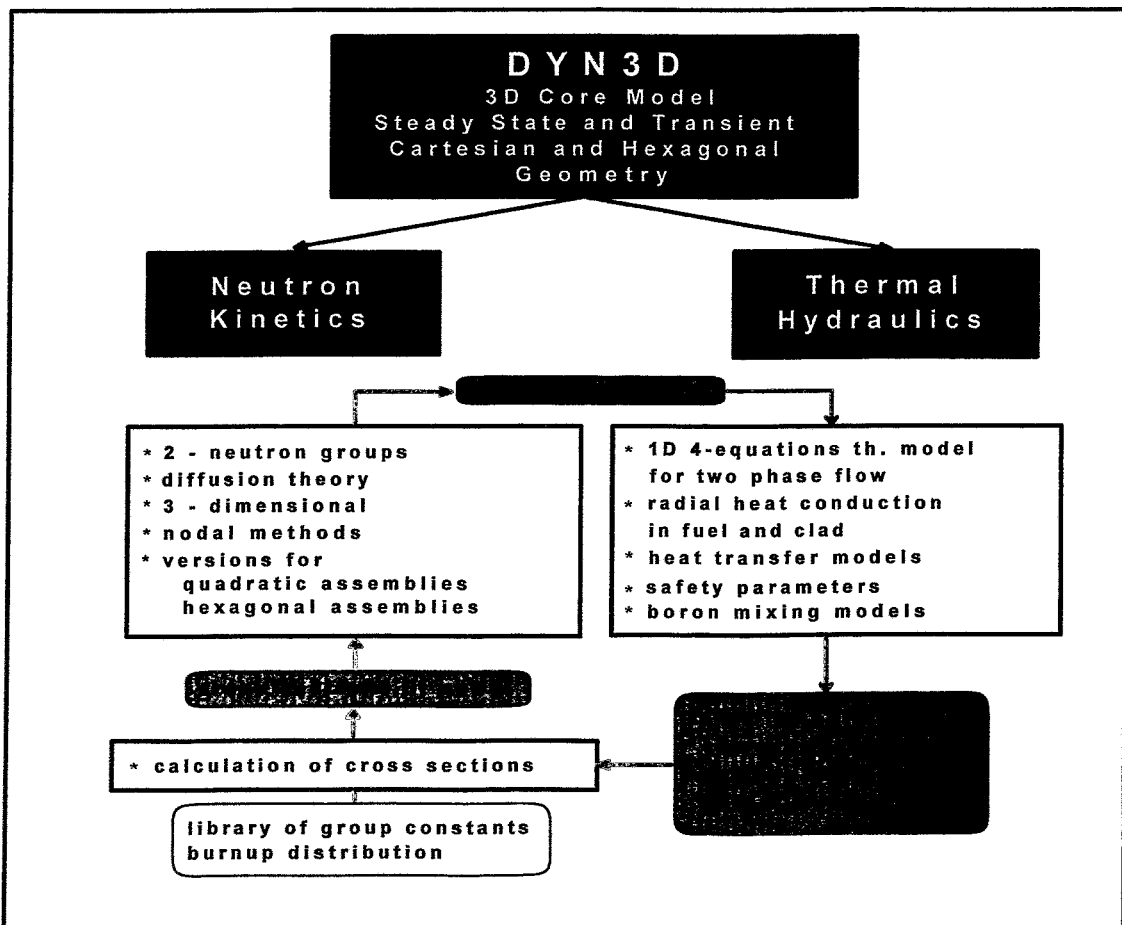 DYN3D
3D Core Model
Steady State and Transient
Cartesian and Hexagonal
Geometry
Neutron
Kinetics
Thermal
Hydraulics
* 2 - neutron groups
* diffusion theory
* 3 - dimensional
* nodal methods
* versions for
quadratic assemblies
hexagonal assemblies
* 1D 4-equations th. model
for two phase flow
* radial heat conduction
in fuel and clad
* heat transfer models
* safety parameters
* boron mixing models
* calculation of cross sections
library of group constants
burnup distribution